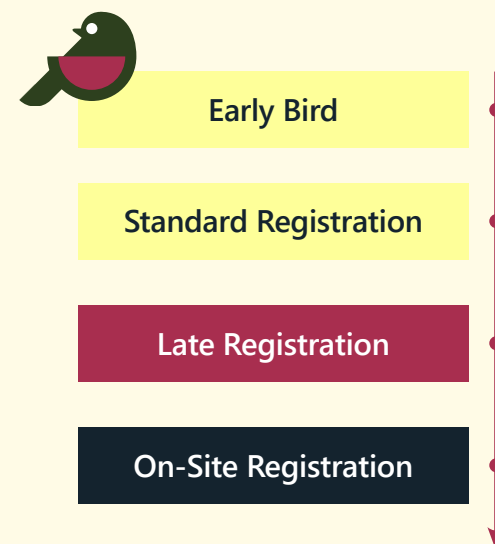 Early Bird
Standard Registration
Late Registration
On-Site Registration